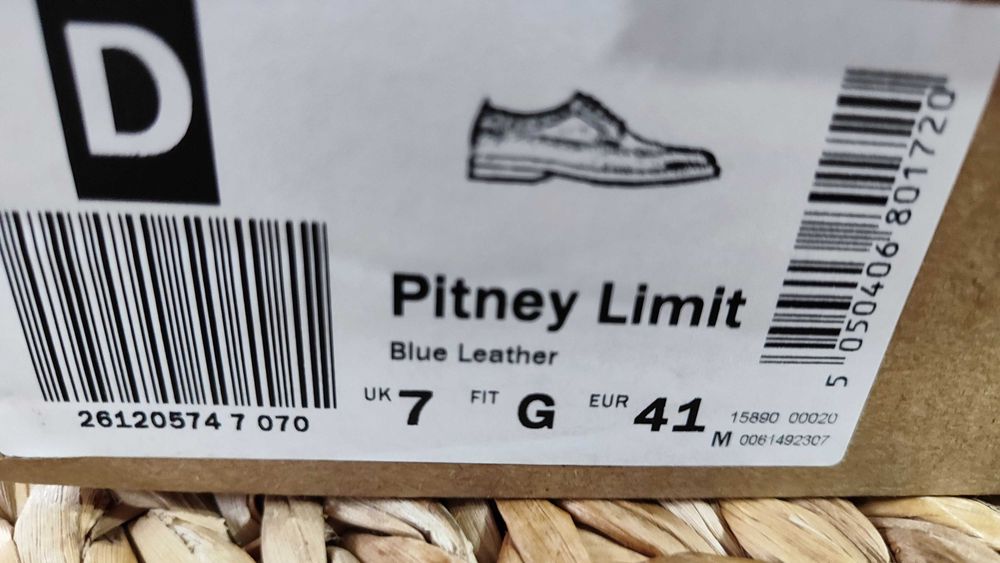 D
26120574 7 070
Pitney Limit
Blue Leather
UK 7 FIT G EUR 41
15890 00020
M 0061492307
5 050406 801720